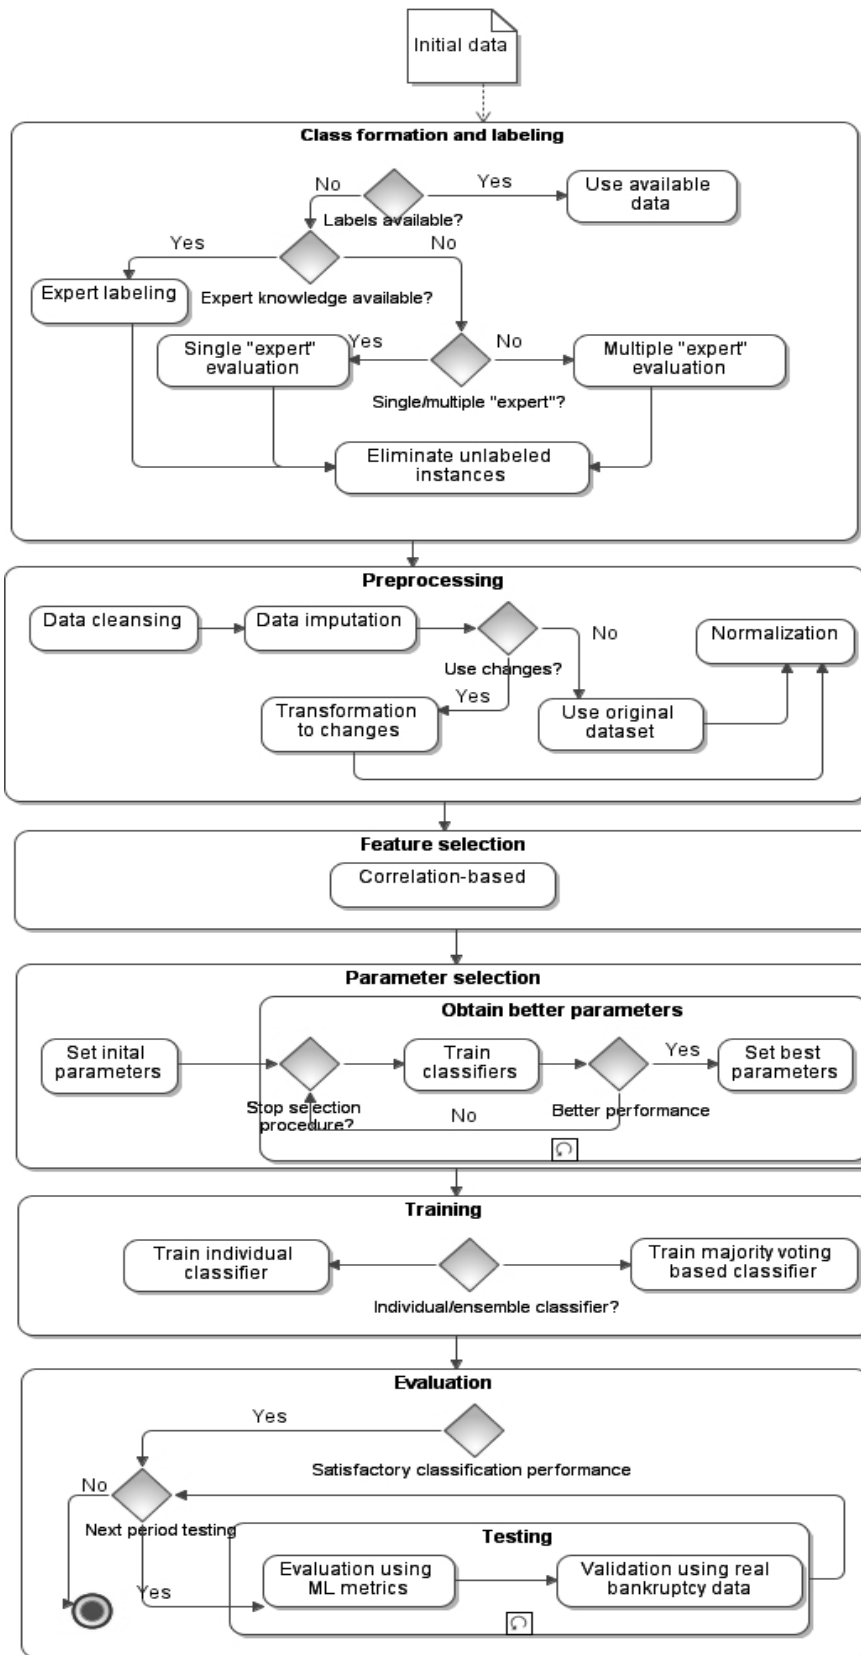 Initial data
Class formation and labeling
No
Yes
Use available
data
Labels available?
Yes
No
Expert labeling
Expert knowledge available?
Single "expert"
evaluation
Yes
No
Multiple "expert"
evaluation
Single/multiple "expert"?
Eliminate unlabeled
instances
Preprocessing
Data cleansing
Data imputation
No
Normalization
Use changes?
Yes
Transformation
to changes
Use original
dataset
Feature selection
Correlation-based
Parameter selection
Obtain better parameters
Set inital
parameters
Train
classifiers
Yes
Set best
parameters
Stop selection
procedure?
No
Better performance
Training
Train individual
classifier
Train majority voting
based classifier
Individual/ensemble classifier?
Evaluation
Yes
Satisfactory classification performance
No
Next period testing
Testing
Evaluation using
ML metrics
Validation using real
bankruptcy data
Yes